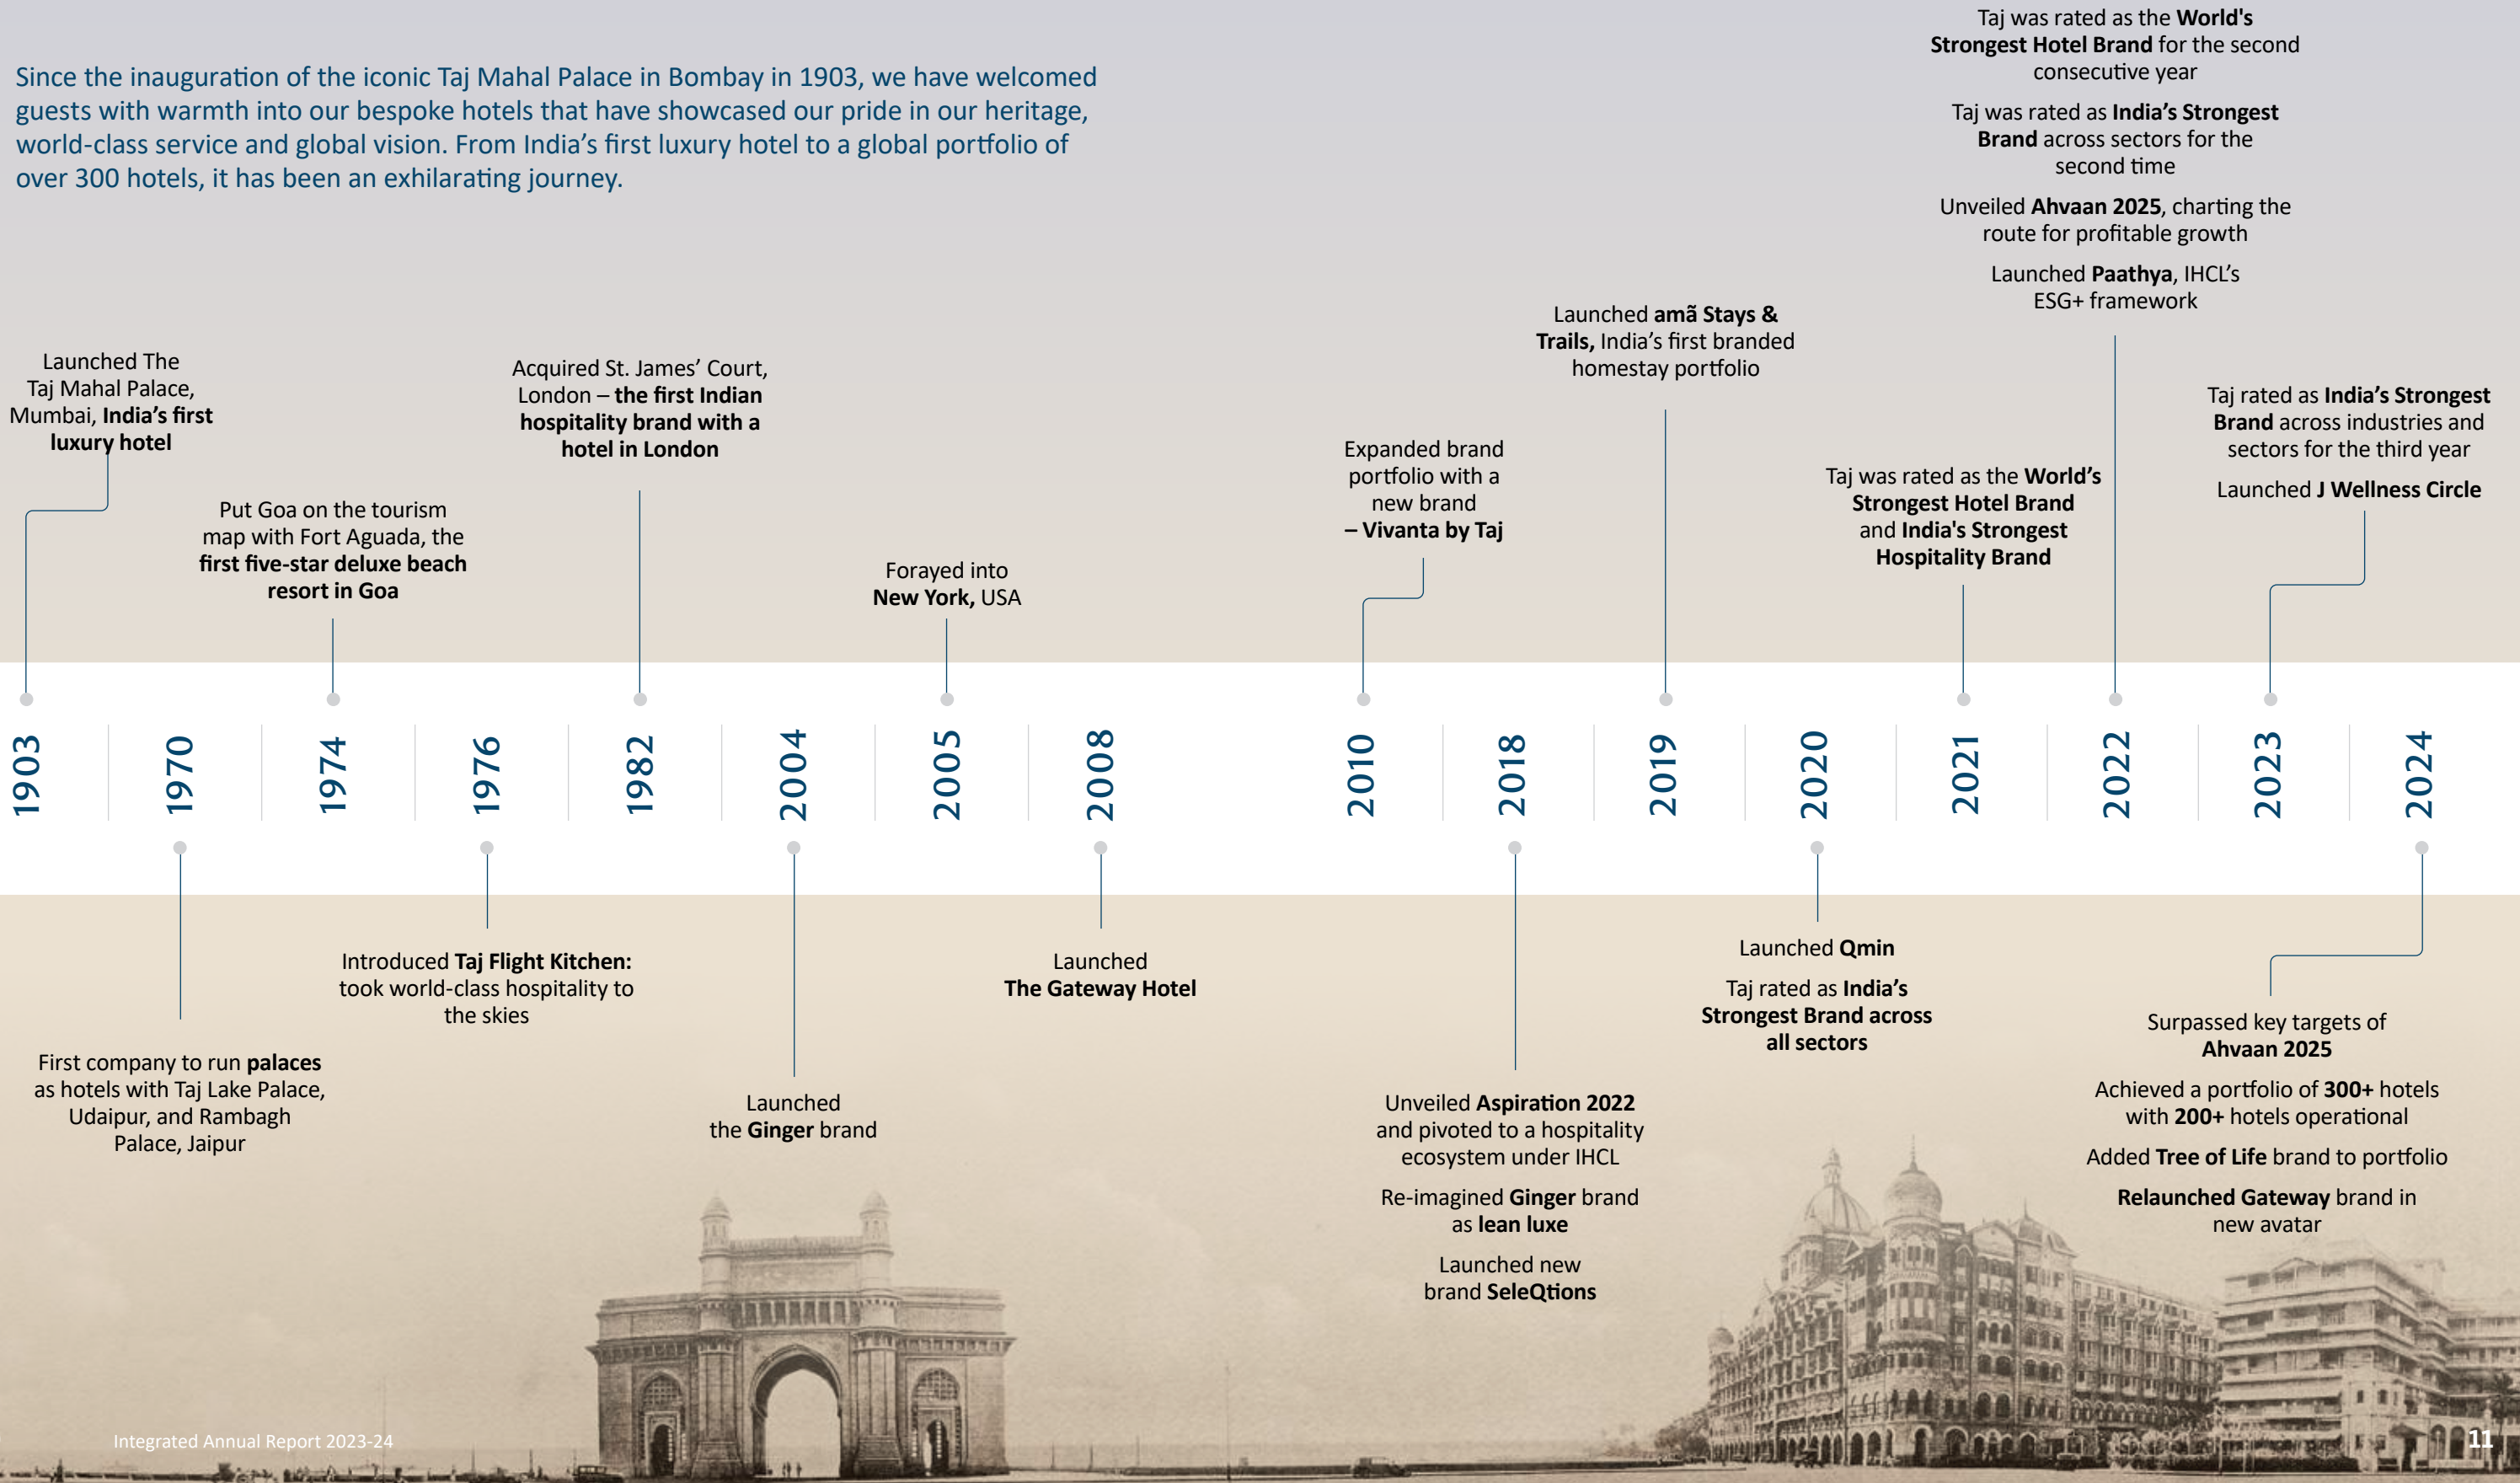 Since the inauguration of the iconic Taj Mahal Palace in Bombay in 1903, we have welcomed
guests with warmth into our bespoke hotels that have showcased our pride in our heritage,
world-class service and global vision. From India’s first luxury hotel to a global portfolio of
over 300 hotels, it has been an exhilarating journey.
Launched The
Taj Mahal Palace,
Mumbai, India’s first
luxury hotel
Put Goa on the tourism
map with Fort Aguada, the
first five-star deluxe beach
resort in Goa
Acquired St. James’ Court,
London – the first Indian
hospitality brand with a
hotel in London
Forayed into
New York, USA
Expanded brand
portfolio with a
new brand
– Vivanta by Taj
Launched amã Stays &
Trails, India’s first branded
homestay portfolio
Taj was rated as the World’s
Strongest Hotel Brand
and India's Strongest
Hospitality Brand
Taj was rated as the World's
Strongest Hotel Brand for the second
consecutive year
Taj was rated as India’s Strongest
Brand across sectors for the
second time
Unveiled Ahvaan 2025, charting the
route for profitable growth
Launched Paathya, IHCL’s
ESG+ framework
Taj rated as India’s Strongest
Brand across industries and
sectors for the third year
Launched J Wellness Circle
1903
1970
1974
1976
1982
2004
2005
2008
2010
2018
2019
2020
2021
2022
2023
2024
First company to run palaces
as hotels with Taj Lake Palace,
Udaipur, and Rambagh
Palace, Jaipur
Introduced Taj Flight Kitchen:
took world-class hospitality to
the skies
Launched
the Ginger brand
Launched
The Gateway Hotel
Unveiled Aspiration 2022
and pivoted to a hospitality
ecosystem under IHCL
Re-imagined Ginger brand
as lean luxe
Launched new
brand SeleQtions
Launched Qmin
Taj rated as India’s
Strongest Brand across
all sectors
Surpassed key targets of
Ahvaan 2025
Achieved a portfolio of 300+ hotels
with 200+ hotels operational
Added Tree of Life brand to portfolio
Relaunched Gateway brand in
new avatar
Integrated Annual Report 2023-24
11